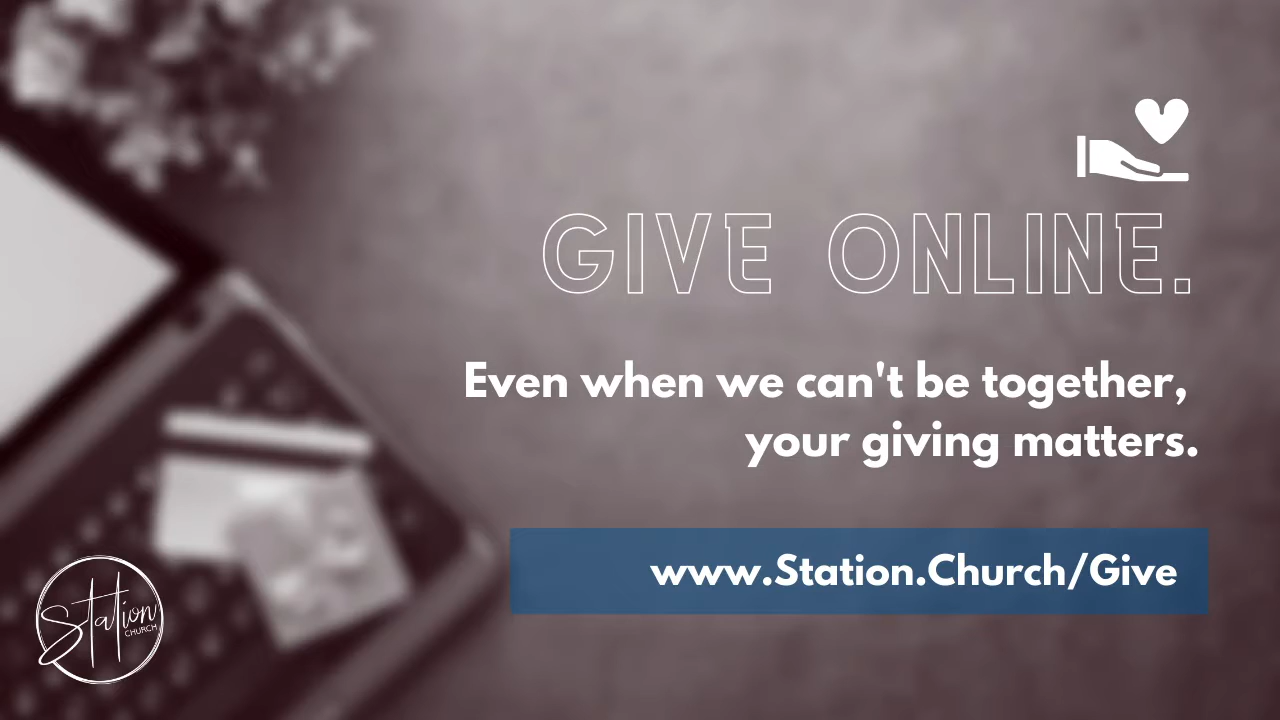 GIVE ONLINE.
Even when we can't be together,
your giving matters.
www.Station.Church/Give
Station
CHURCH